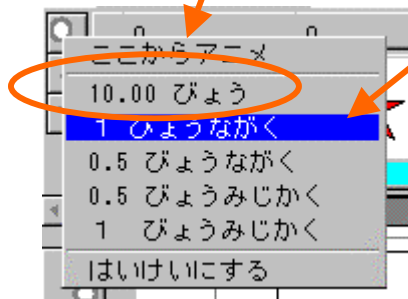 0 0
ここからアニメ
10.00 びょう
1 びょうながく
0.5 びょうながく
0.5 びょうみじかく
1 びょうみじかく
はいけいにする